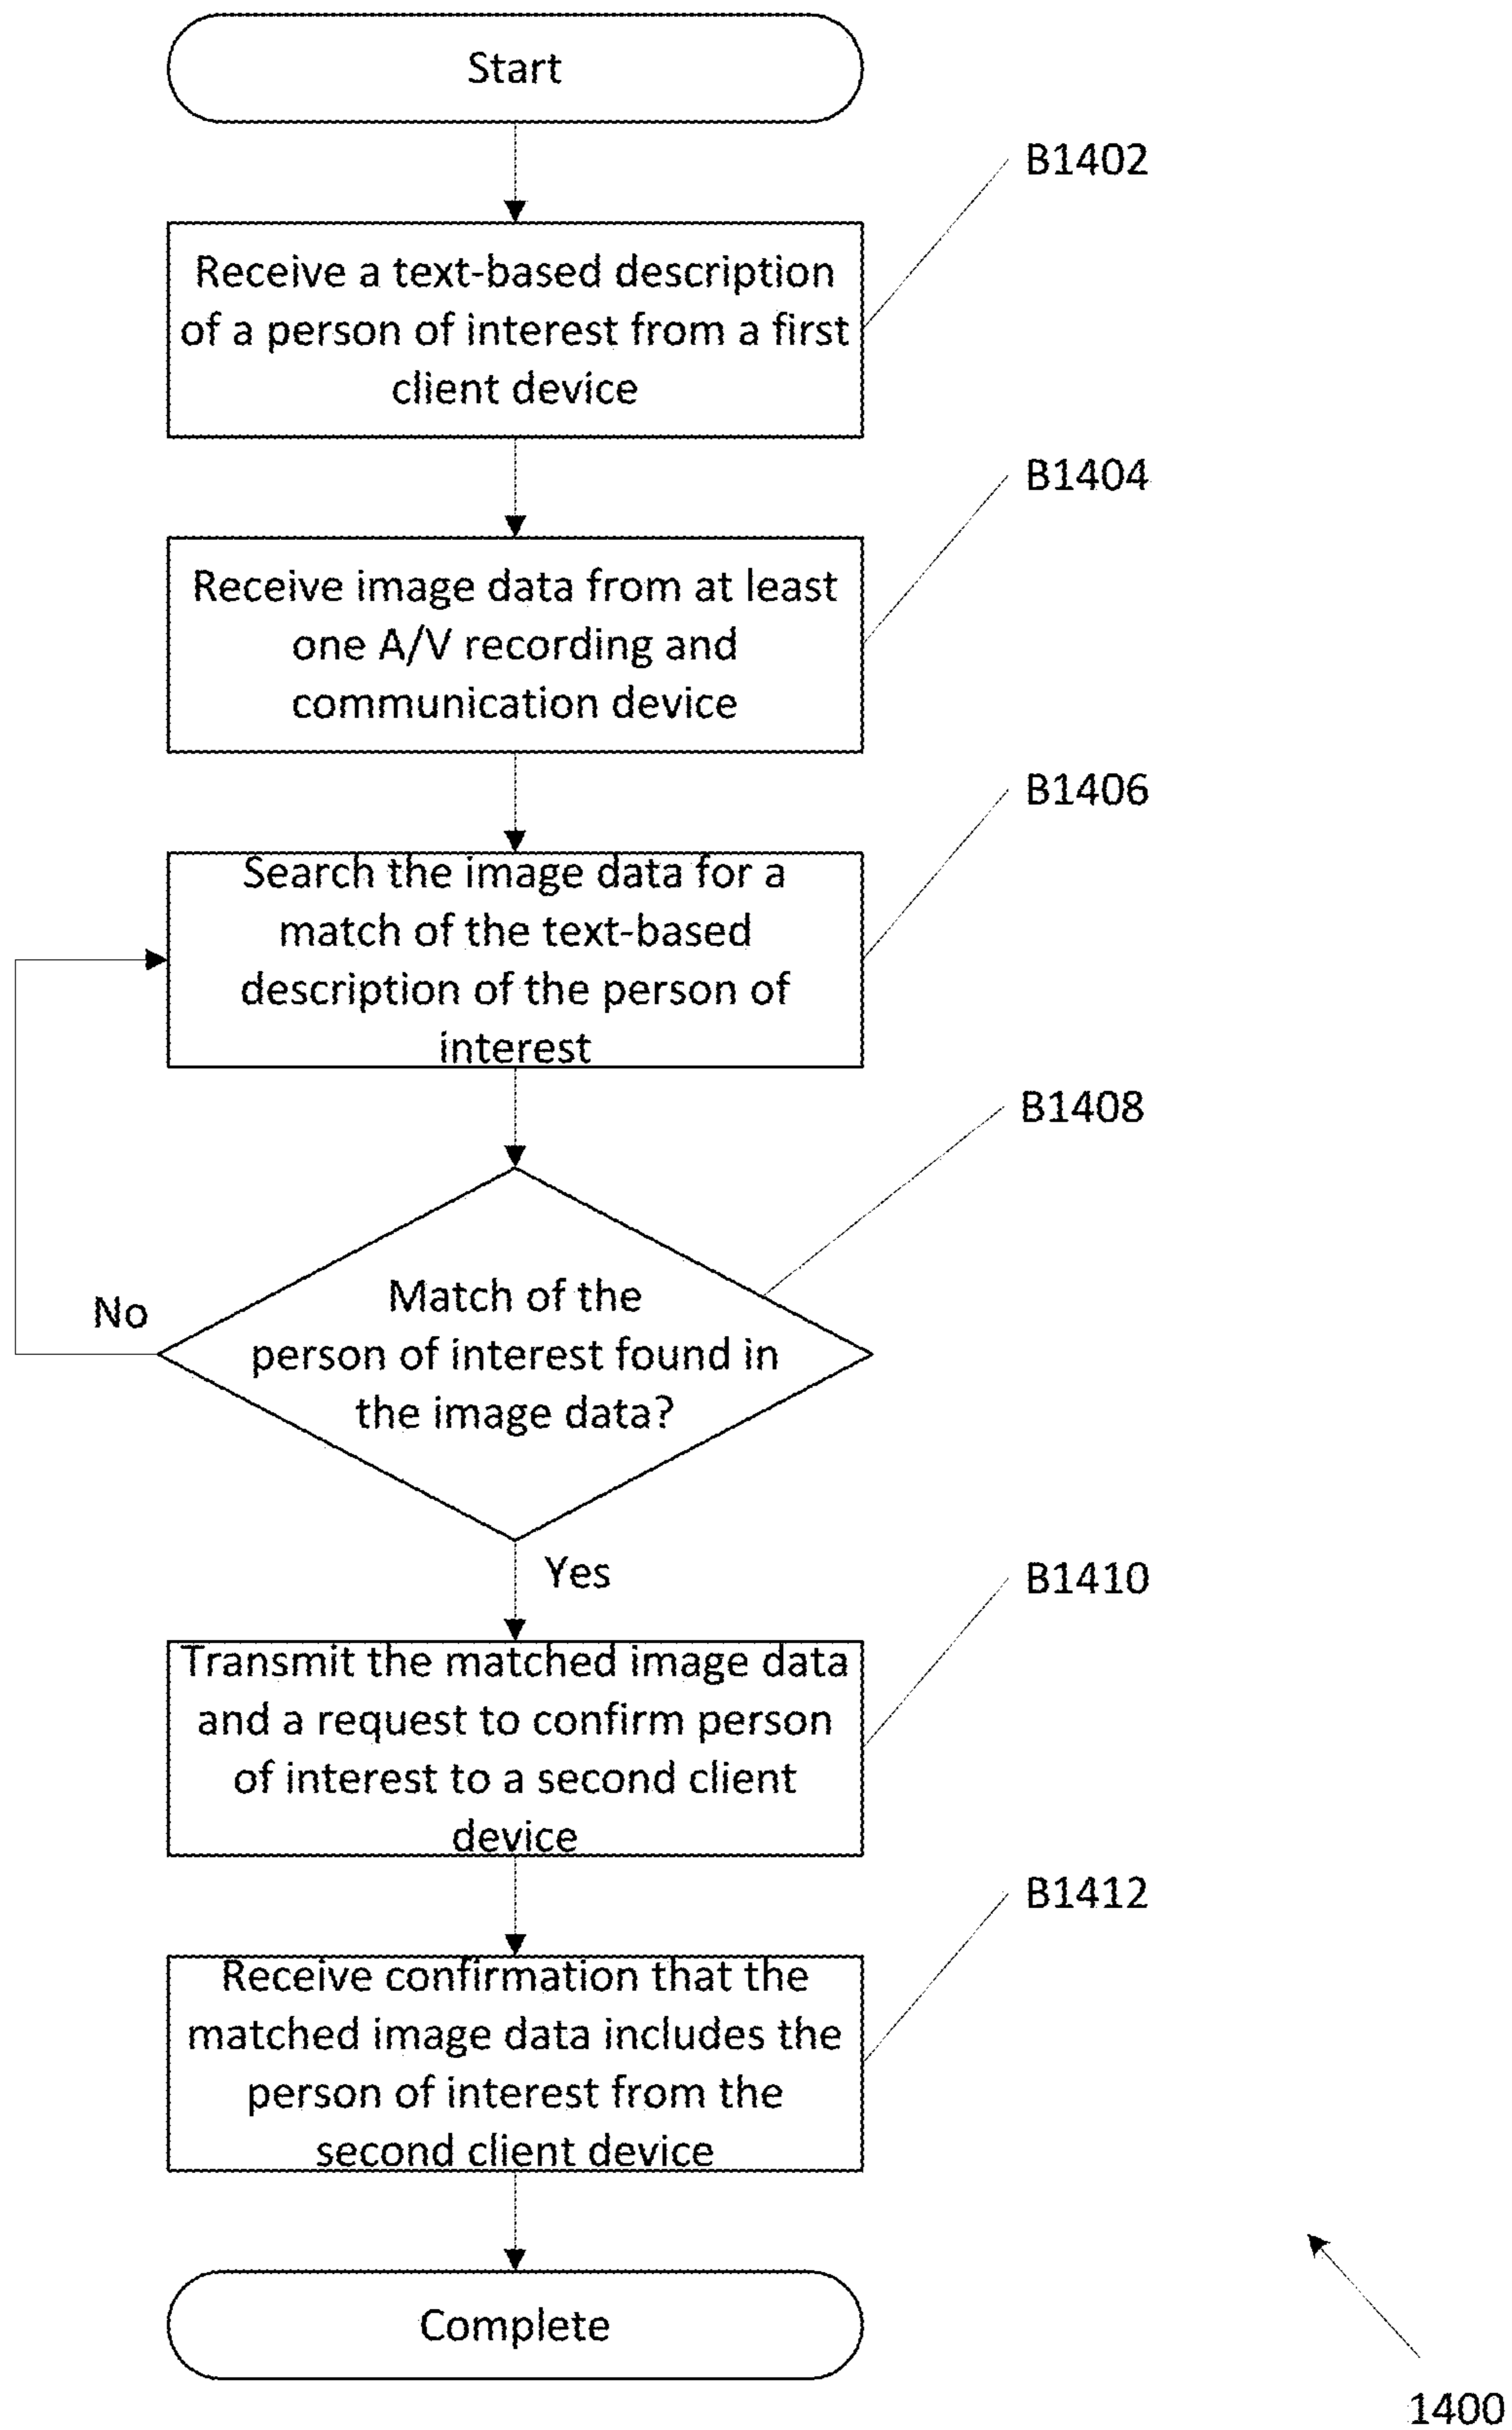 Start
B1402
Receive a text-based description
of a person of interest from a first
client device
B1404
Receive image data from at least
one A/V recording and
communication device
B1406
Search the image data for a
match of the text-based
description of the person of
interest
B1408
Match of the
person of interest found in
the image data?
No
Yes
B1410
Transmit the matched image data
and a request to confirm person
of interest to a second client
device
B1412
Receive confirmation that the
matched image data includes the
person of interest from the
second client device
Complete
1400